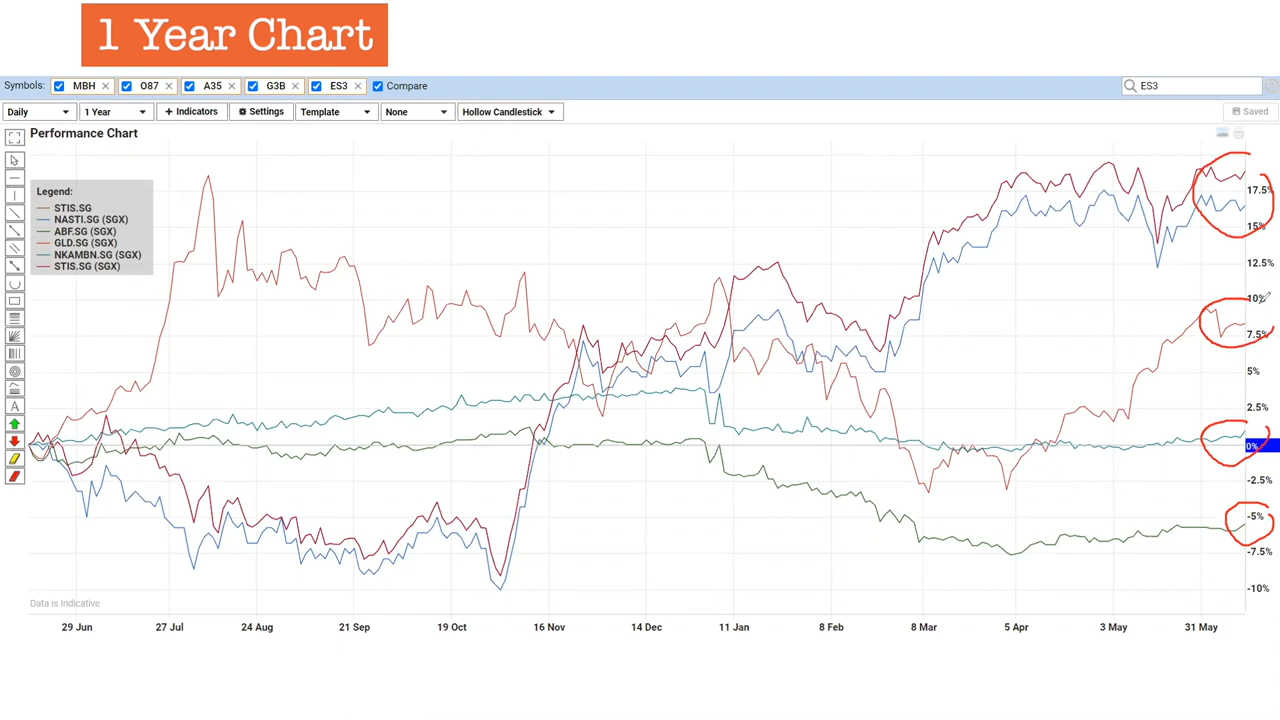 1 Year Chart
Symbols: MBH O87 A35 G3B ES3 Compare ES3
Daily 1 Year + Indicators Settings Template None Hollow Candlestick Saved
Performance Chart
Legend:
STIS.SG
NASTI.SG (SGX)
ABF.SG (SGX)
GLD.SG (SGX)
NKAMBN.SG (SGX)
STIS.SG (SGX)
A
17.5%
15%
12.5%
10%
7.5%
5%
2.5%
0%
-2.5%
-5%
-7.5%
-10%
Data is Indicative
29 Jun 27 Jul 24 Aug 21 Sep 19 Oct 16 Nov 14 Dec 11 Jan 8 Feb 8 Mar 5 Apr 3 May 31 May